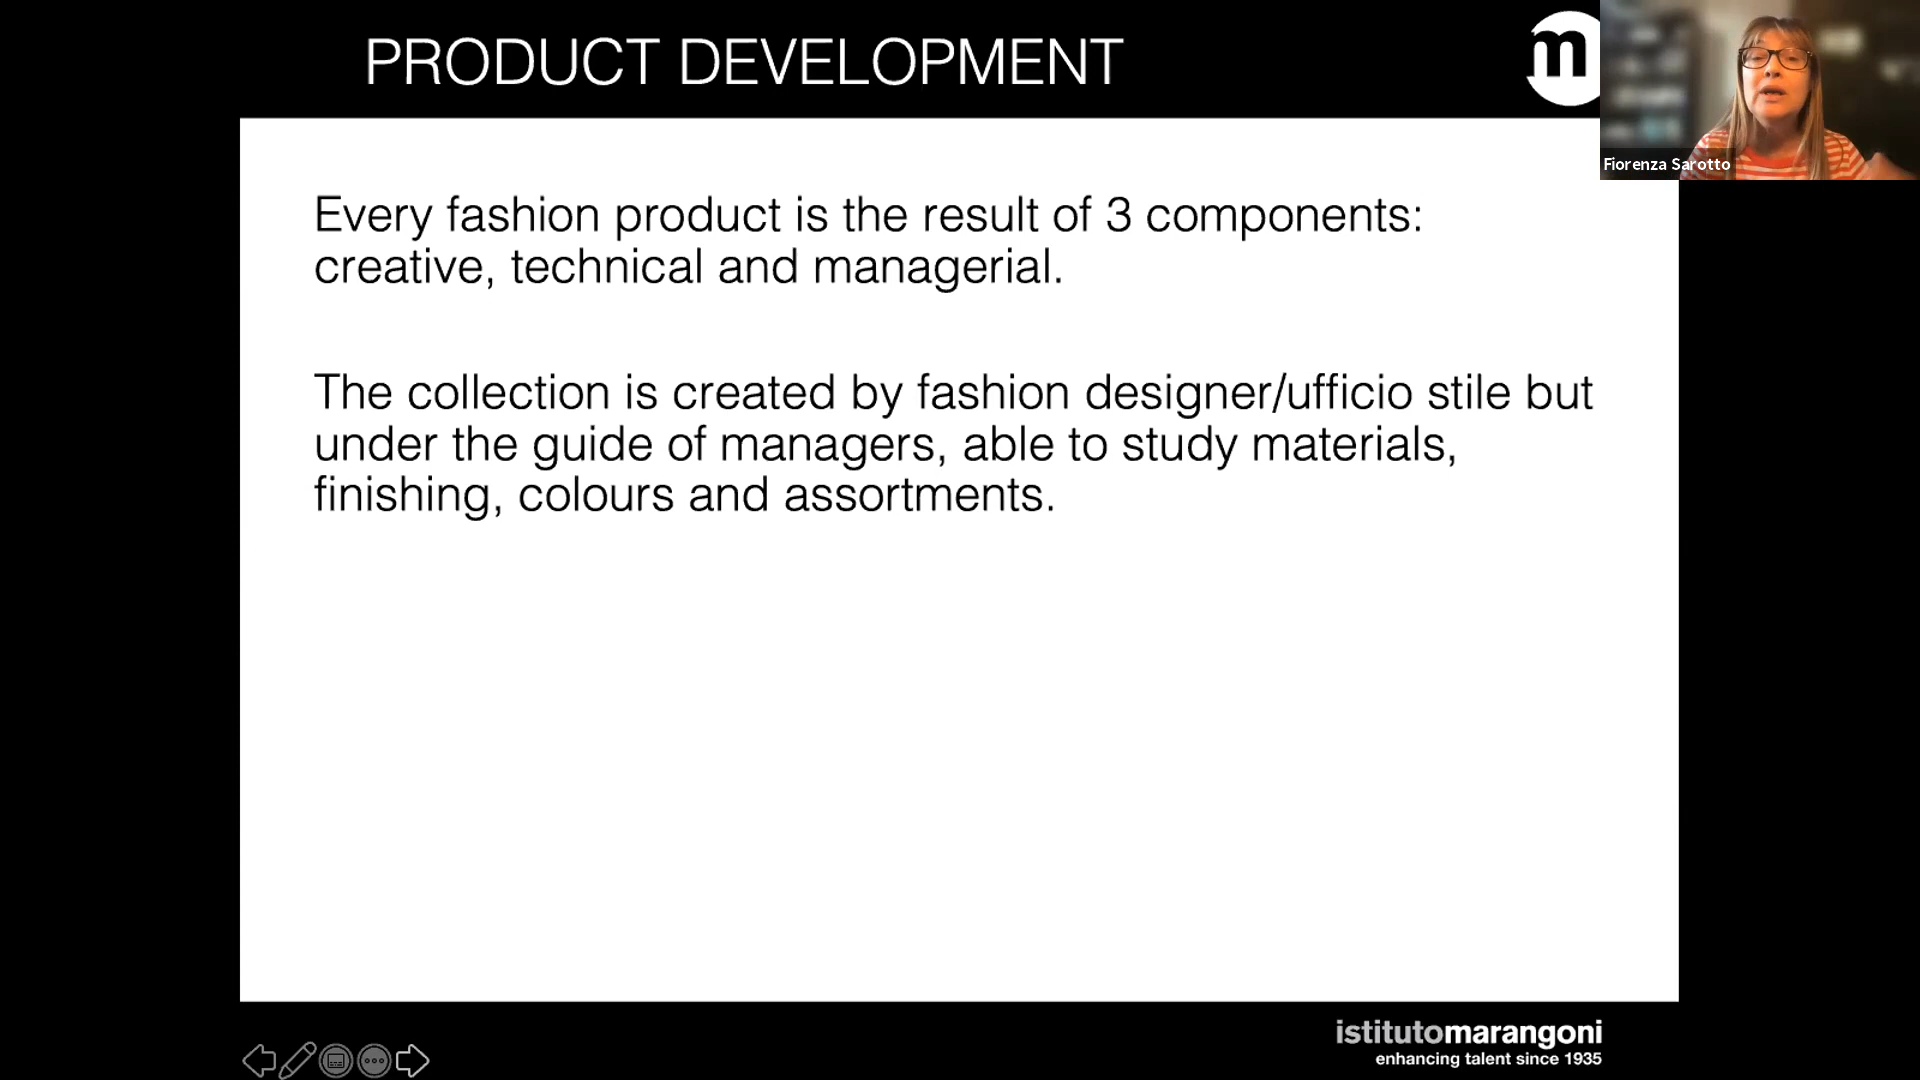 PRODUCT DEVELOPMENT
m
Fiorenza Sarotto
Every fashion product is the result of 3 components:
creative, technical and managerial.
The collection is created by fashion designer/ufficio stile but
under the guide of managers, able to study materials,
finishing, colours and assortments.
istitutomarangoni
enhancing talent since 1935